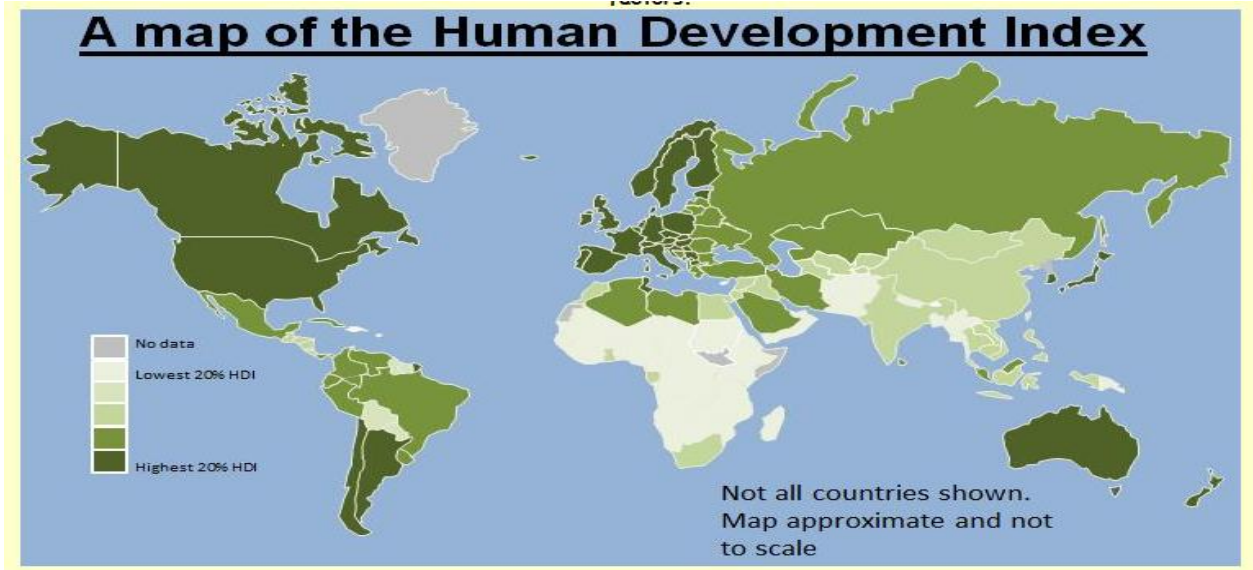 A map of the Human Development Index
No data
Lowest 20% HDI
Highest 20% HDI
Not all countries shown.
Map approximate and not
to scale